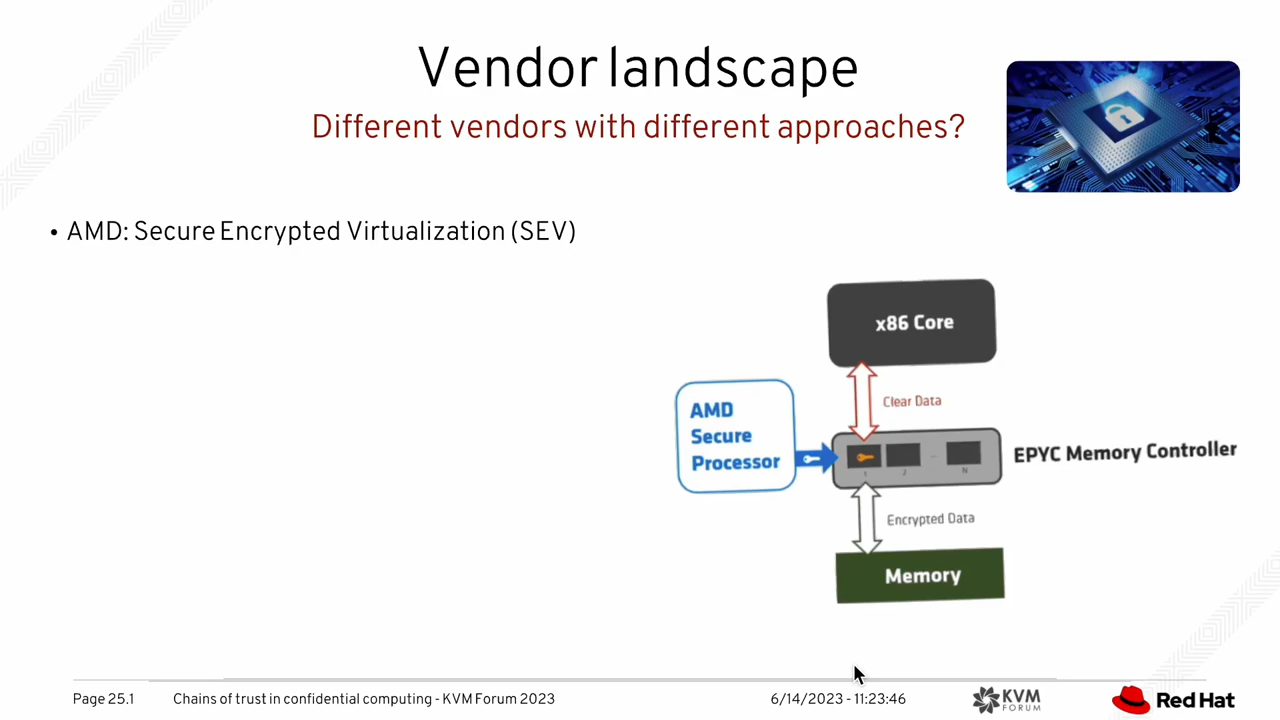 Vendor landscape
Different vendors with different approaches?
• AMD: Secure Encrypted Virtualization (SEV)
x86 Core
Clear Data
AMD
Secure
Processor
1
2
...
N
EPYC Memory Controller
Encrypted Data
Memory
Page 25.1
Chains of trust in confidential computing - KVM Forum 2023
6/14/2023 - 11:23:46
KVM
FORUM
Red Hat